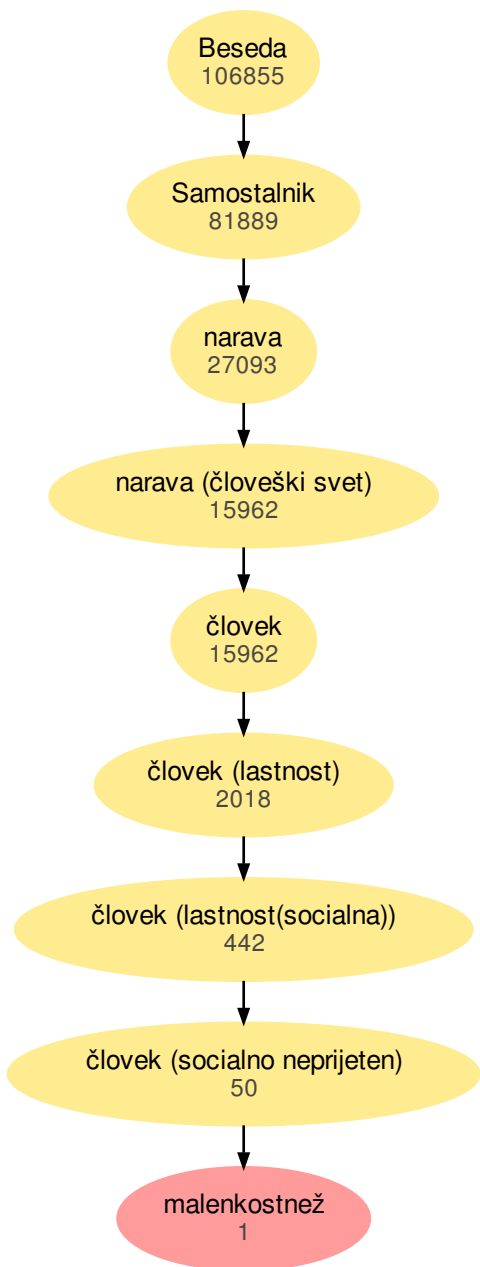 Beseda
106855
Samostalnik
81889
narava
27093
narava (človeški svet)
15962
človek
15962
človek (lastnost)
2018
človek (lastnost(socialna))
442
človek (socialno neprijeten)
50
malenkostnež
1